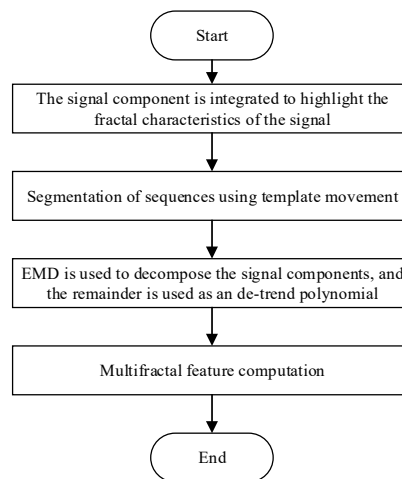 Start
The signal component is integrated to highlight the
fractal characteristics of the signal
Segmentation of sequences using template movement
EMD is used to decompose the signal components, and
the remainder is used as an de-trend polynomial
Multifractal feature computation
End